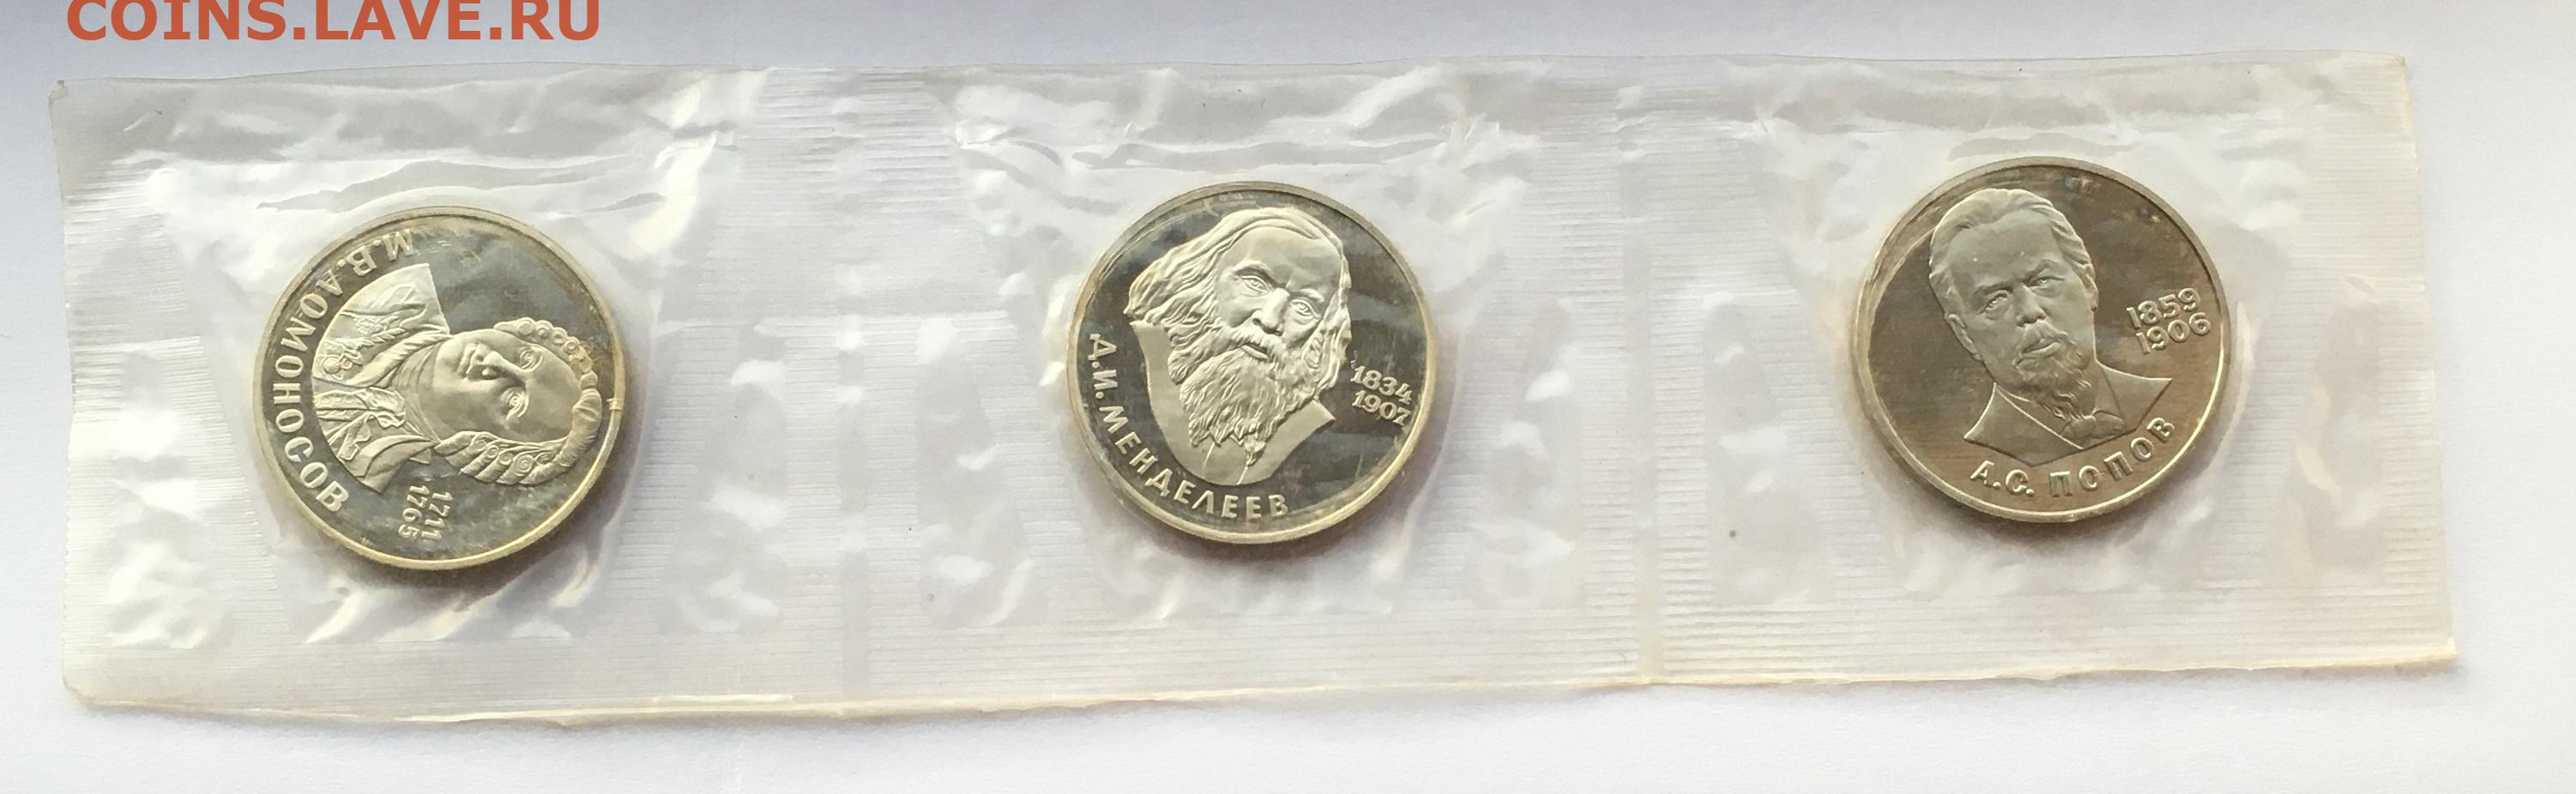 COINS.LAVE.RU
М.В.ЛОМОНОСОВ
1711
1765
Д.И.МЕНДЕЛЕЕВ
1834
1907
1859
1906
А.С. ПОПОВ